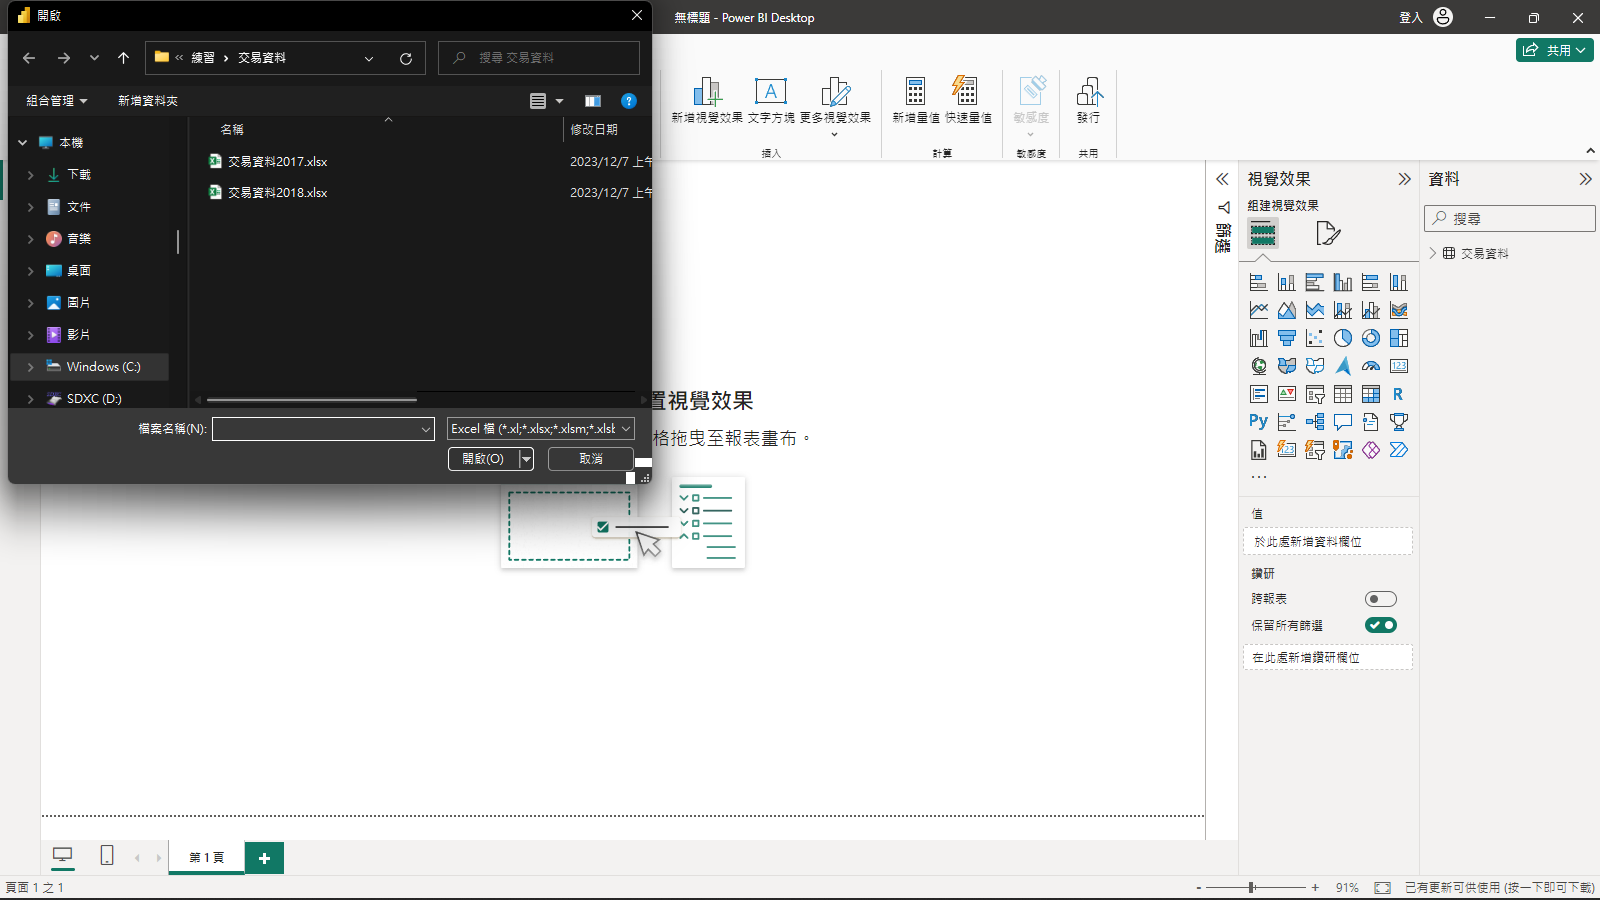 開啟
無標題 - Power BI Desktop
登入
練習 › 交易資料
搜尋 交易資料
共用
組合管理
新增資料夾
名稱
修改日期
本機
下載
文件
音樂
桌面
圖片
影片
Windows (C:)
SDXC (D:)
交易資料2017.xlsx
2023/12/7 上午
交易資料2018.xlsx
2023/12/7 上午
檔案名稱(N):
Excel 檔 (*.xl;*.xlsx;*.xlsm;*.xlsb
開啟(O)
取消
新增視覺效果
文字方塊
更多視覺效果
新增量值
快速量值
敏感度
發行
插入
計算
敏感度
共用
置視覺效果
格拖曳至報表畫布。
篩選
視覺效果
組建視覺效果
Py
R
123
123
...
值
於此處新增資料欄位
鑽研
跨報表
保留所有篩選
在此處新增鑽研欄位
資料
搜尋
交易資料
第 1 頁
頁面 1 之 1
- + 91%
已有更新可供使用 (按一下即可下載)